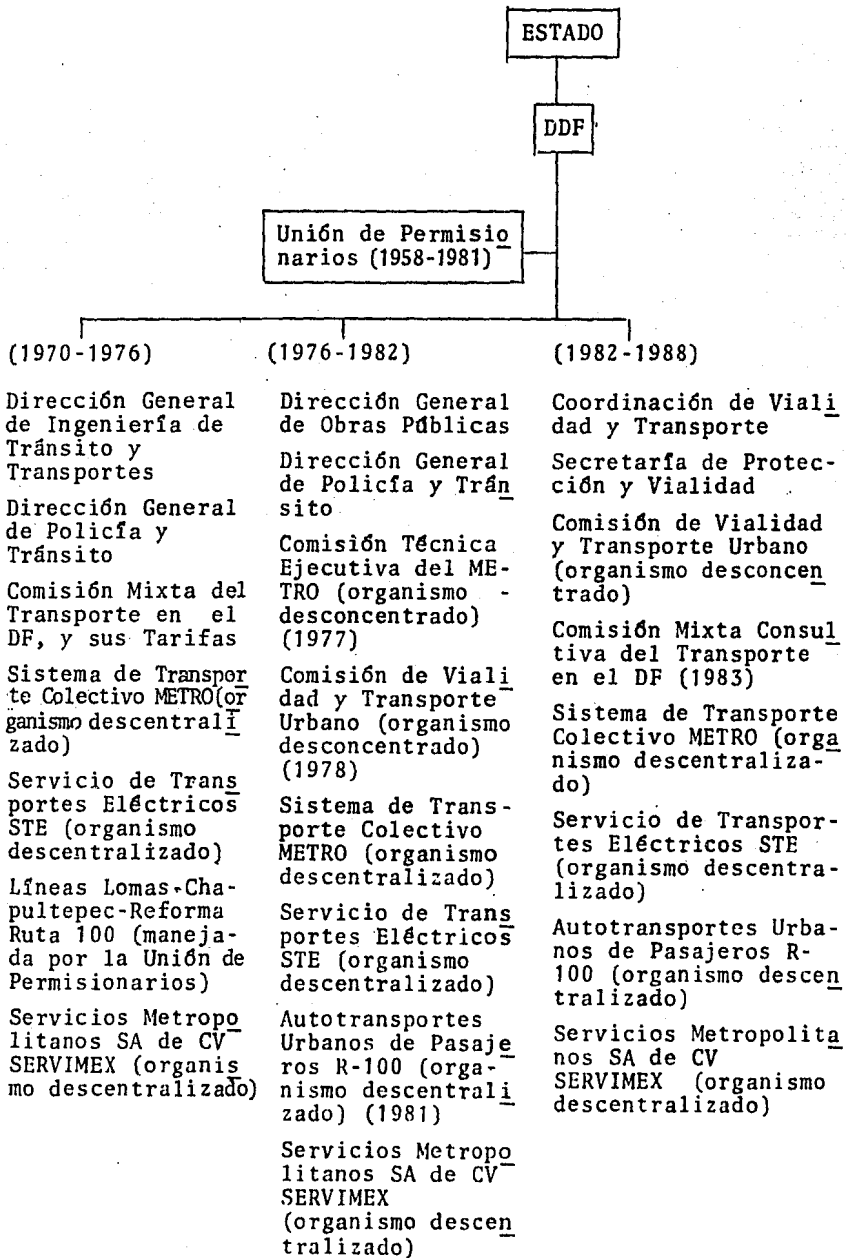 ESTADO
DDF
Unión de Permisio
narios (1958-1981)
(1970-1976)
Dirección General
de Ingeniería de
Tránsito y
Transportes
Dirección General
de Policía y
Tránsito
Comisión Mixta del
Transporte en el
DF, y sus Tarifas
Sistema de Transpor
te Colectivo METRO(or
ganismo descentrali
zado)
Servicio de Trans
portes Eléctricos
STE (organismo
descentralizado)
Líneas Lomas-Cha-
pultepec-Reforma
Ruta 100 (maneja-
da por la Unión de
Permisionarios)
Servicios Metropo
litanos SA de CV
SERVIMEX (organis
mo descentralizado)
(1976-1982)
Dirección General
de Obras Públicas
Dirección General
de Policía y Trán
sito
Comisión Técnica
Ejecutiva del ME-
TRO (organismo -
desconcentrado)
(1977)
Comisión de Viali
dad y Transporte
Urbano (organismo
desconcentrado)
(1978)
Sistema de Trans-
porte Colectivo
METRO (organismo
descentralizado)
Servicio de Trans
portes Eléctricos
STE (organismo
descentralizado)
Autotransportes
Urbanos de Pasaje
ros R-100 (orga-
nismo descentrali
zado) (1981)
Servicios Metropo
litanos SA de CV
SERVIMEX
(organismo descen
tralizado)
(1982-1988)
Coordinación de Viali
dad y Transporte
Secretaría de Protec-
ción y Vialidad
Comisión de Vialidad
y Transporte Urbano
(organismo desconcen
trado)
Comisión Mixta Consul
tiva del Transporte
en el DF (1983)
Sistema de Transporte
Colectivo METRO (orga
nismo descentraliza-
do)
Servicio de Transpor-
tes Eléctricos STE
(organismo descentra-
lizado)
Autotransportes Urba-
nos de Pasajeros R-
100 (organismo descen
tralizado)
Servicios Metropolita
nos SA de CV
SERVIMEX (organismo
descentralizado)